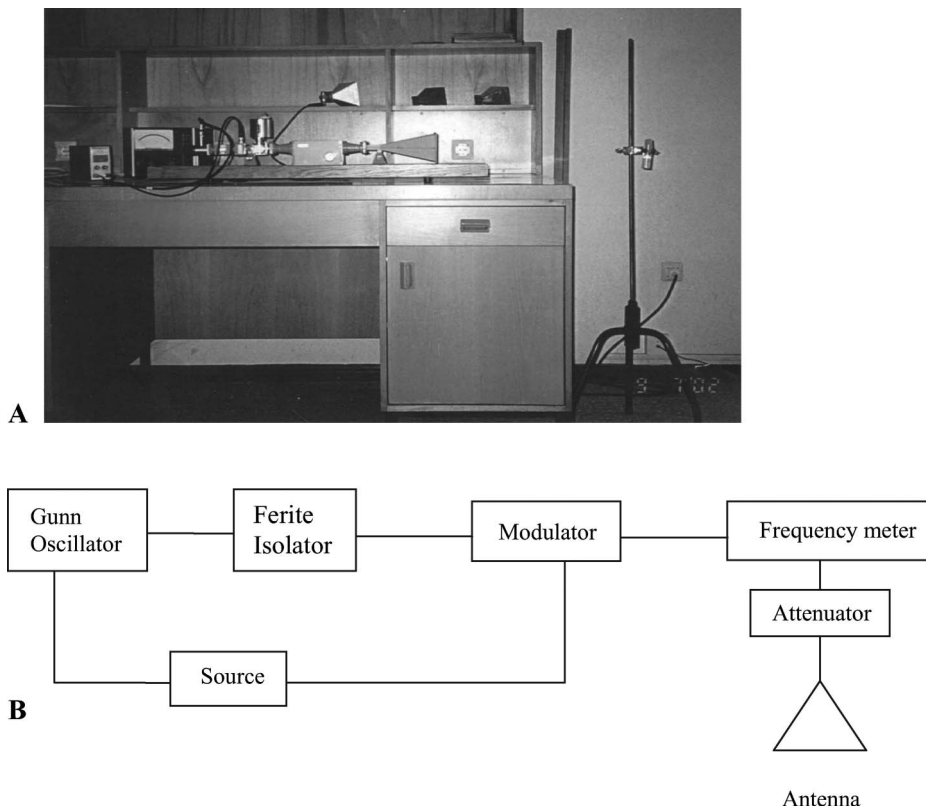 9 7'02
A
Gunn
Oscillator
Ferite
Isolator
Modulator
Frequency meter
Attenuator
Source
B
Antenna